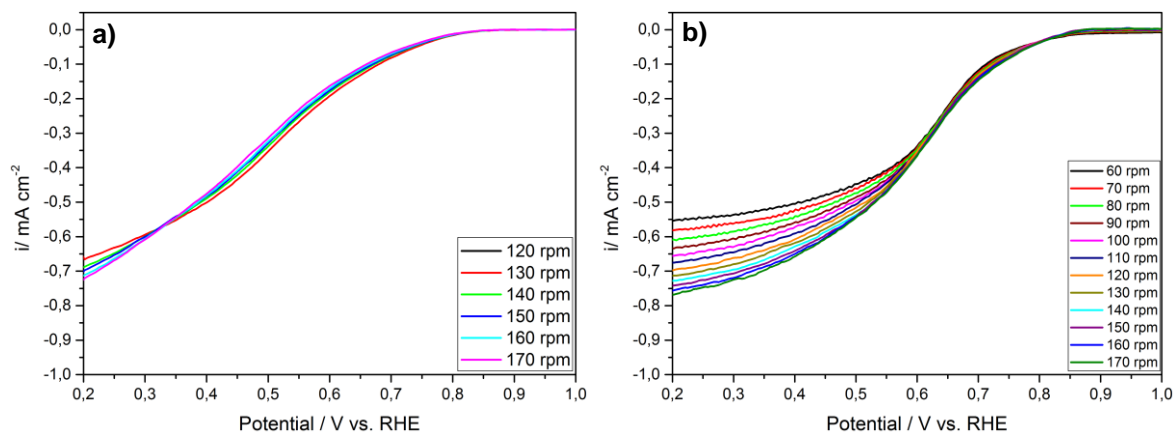 a)
0,0
-0,1
-0,2
-0,3
-0,4
-0,5
-0,6
-0,7
-0,8
-0,9
-1,0
i/ mA cm⁻²
0,2 0,3 0,4 0,5 0,6 0,7 0,8 0,9 1,0
Potential / V vs. RHE
120 rpm
130 rpm
140 rpm
150 rpm
160 rpm
170 rpm
b)
0,0
-0,1
-0,2
-0,3
-0,4
-0,5
-0,6
-0,7
-0,8
-0,9
-1,0
i/ mA cm⁻²
0,2 0,3 0,4 0,5 0,6 0,7 0,8 0,9 1,0
Potential / V vs. RHE
60 rpm
70 rpm
80 rpm
90 rpm
100 rpm
110 rpm
120 rpm
130 rpm
140 rpm
150 rpm
160 rpm
170 rpm